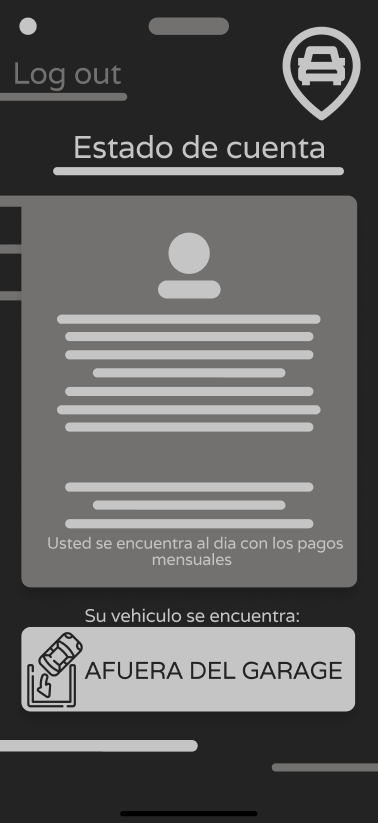 Log out
Estado de cuenta
Usted se encuentra al dia con los pagos
mensuales
Su vehiculo se encuentra:
AFUERA DEL GARAGE